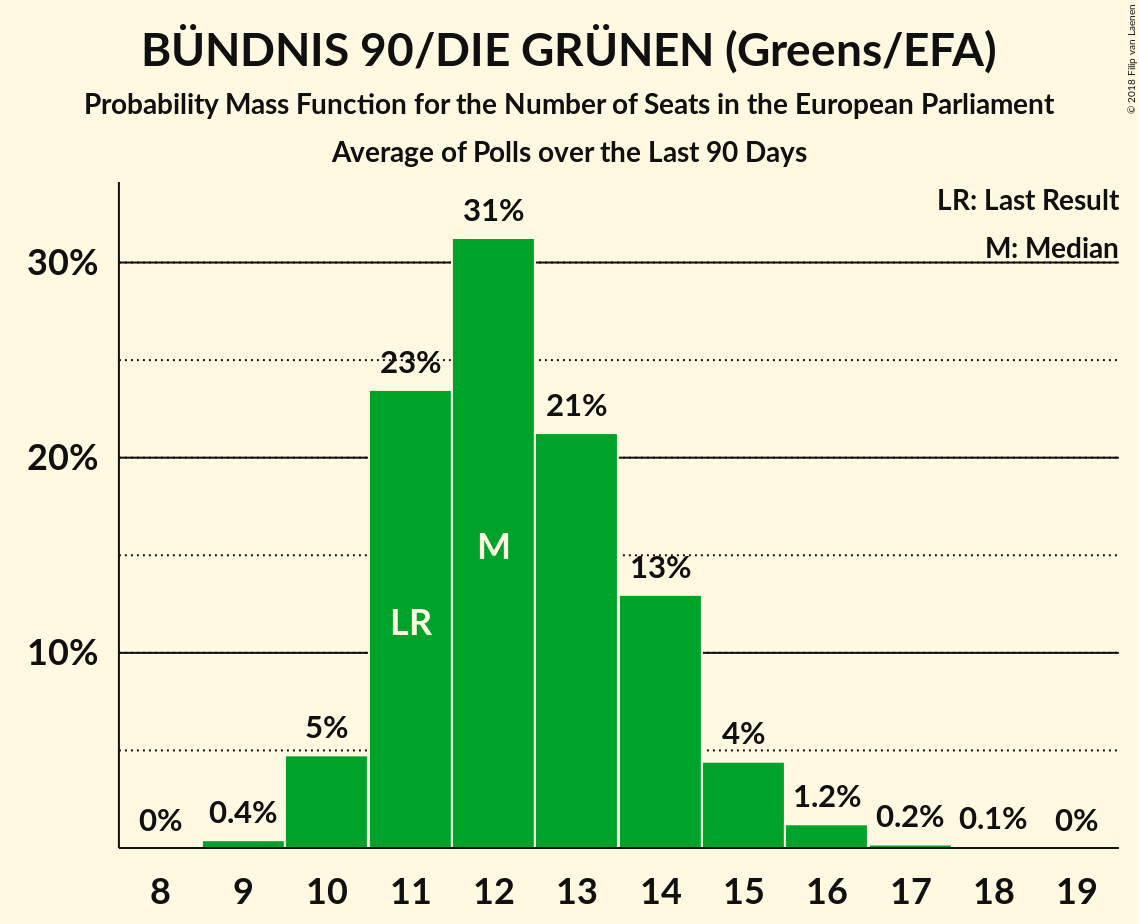 BÜNDNIS 90/DIE GRÜNEN (Greens/EFA)
Probability Mass Function for the Number of Seats in the European Parliament
Average of Polls over the Last 90 Days
© 2018 Filip van Laenen
LR: Last Result
M: Median
31%
30%
23%
21%
20%
M
13%
LR
10%
5%
4%
0%
0.4%
1.2%
0.2%
0.1%
0%
8 9 10 11 12 13 14 15 16 17 18 19